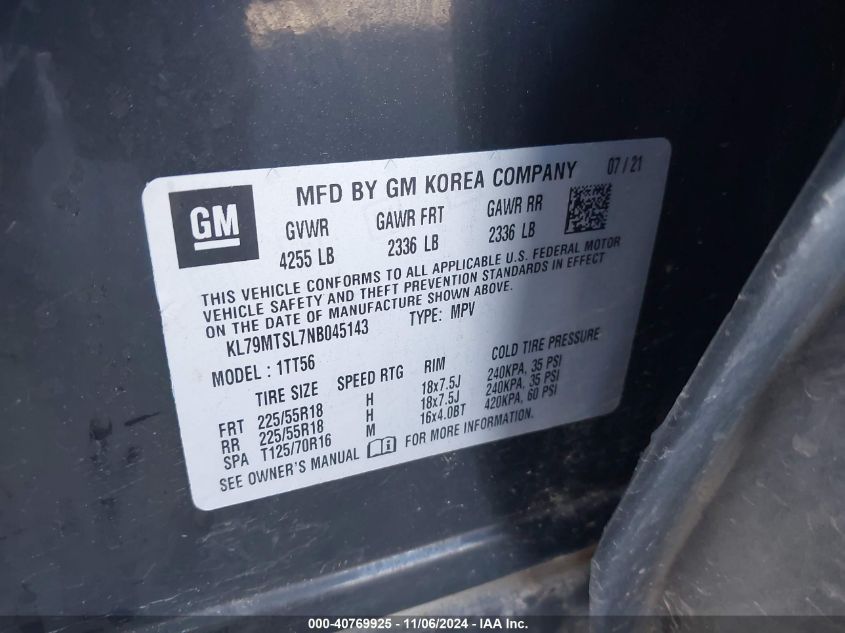 GM
MFD BY GM KOREA COMPANY 07 / 21
GVWR GAWR FRT GAWR RR
4255 LB 2336 LB 2336 LB
THIS VEHICLE CONFORMS TO ALL APPLICABLE U.S. FEDERAL MOTOR
VEHICLE SAFETY AND THEFT PREVENTION STANDARDS IN EFFECT
ON THE DATE OF MANUFACTURE SHOWN ABOVE.
KL79MTSL7NB045143 TYPE: MPV
MODEL : 1TT56
TIRE SIZE SPEED RTG RIM COLD TIRE PRESSURE
FRT 225/55R18 H 18x7.5J 240KPA, 35 PSI
RR 225/55R18 H 18x7.5J 240KPA, 35 PSI
SPA T125/70R16 M 16x4.0BT 420KPA, 60 PSI
SEE OWNER'S MANUAL FOR MORE INFORMATION.
000-40769925 - 11/06/2024 - IAAI.com